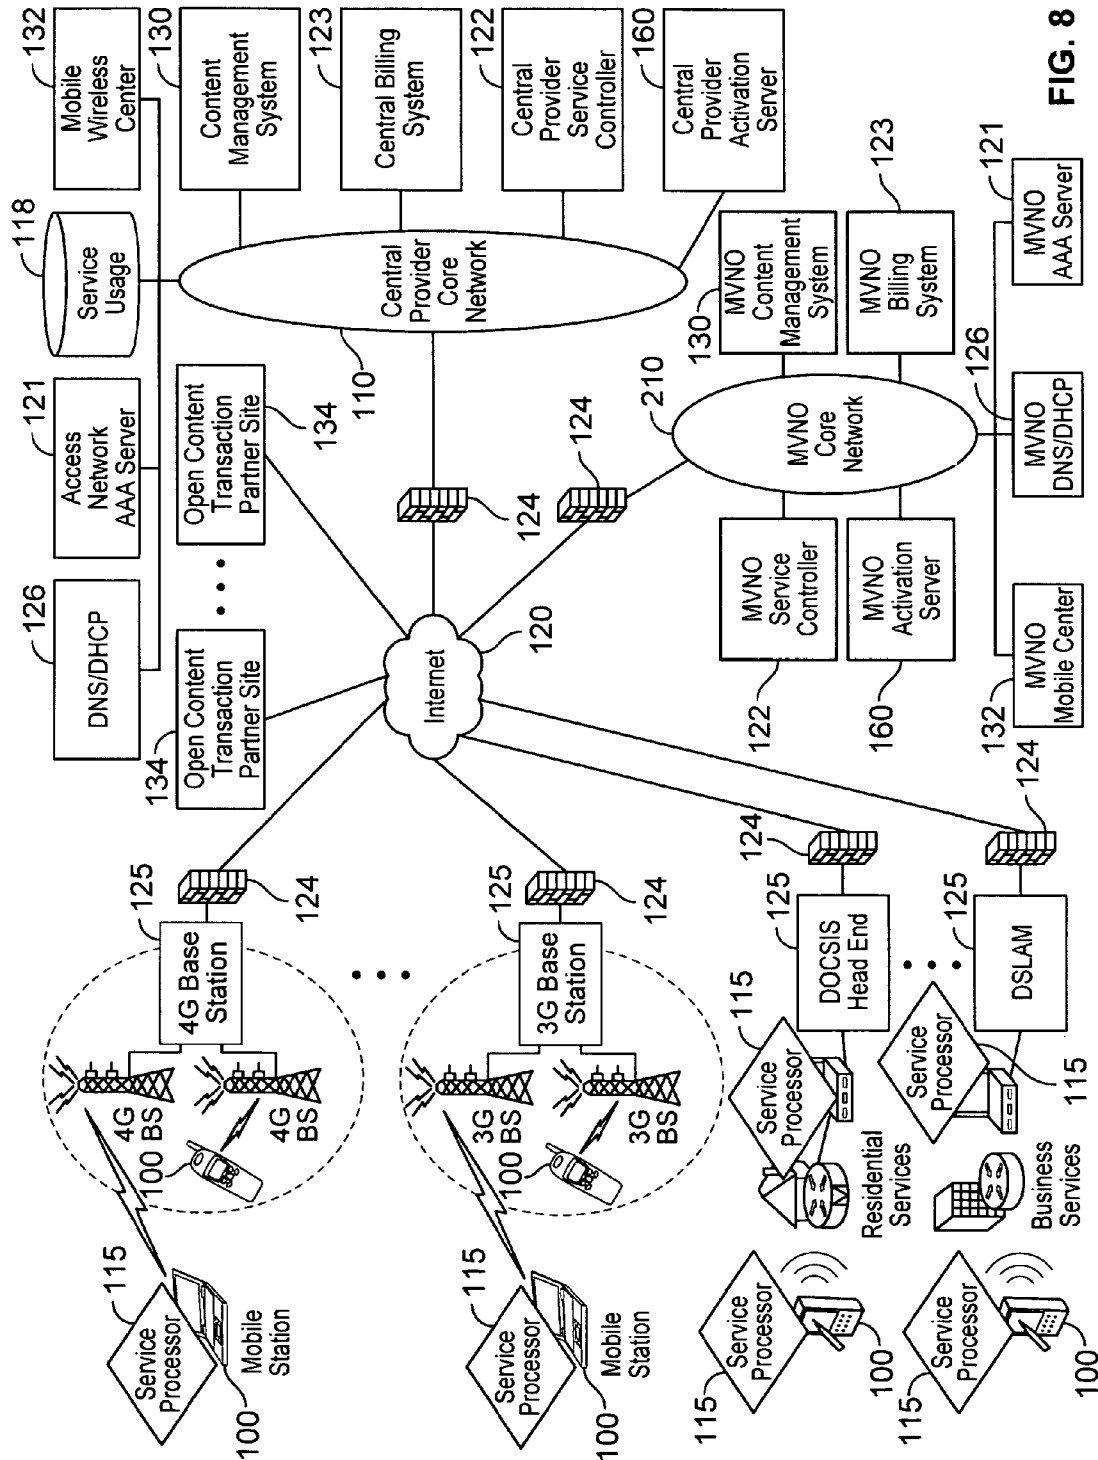 126
DNS/DHCP
121
Access
Network
AAA Server
118
Service
Usage
132
Mobile
Wireless
Center
134
Open Content
Transaction
Partner Site
Open Content
Transaction
Partner Site
134
130
Content
Management
System
123
Central Billing
System
122
Central
Provider
Service
Controller
160
Central
Provider
Activation
Server
Central
Provider
Core
Network
110
124
124
120
Internet
210
MVNO
Core
Network
130
MVNO
Content
Management
System
123
MVNO
Billing
System
MVNO
Service
Controller
122
MVNO
Activation
Server
160
132
MVNO
Mobile Center
126
MVNO
DNS/DHCP
121
MVNO
AAA Server
115
Service
Processor
100
Mobile
Station
4G
BS
100
4G
BS
125
4G Base
Station
124
115
Service
Processor
100
Mobile
Station
3G
BS
100
3G
BS
125
3G Base
Station
124
115
Service
Processor
100
Residential
Services
115
Service
Processor
125
DOCSIS
Head End
124
115
Service
Processor
100
Business
Services
Service
Processor
115
125
DSLAM
124
FIG. 8